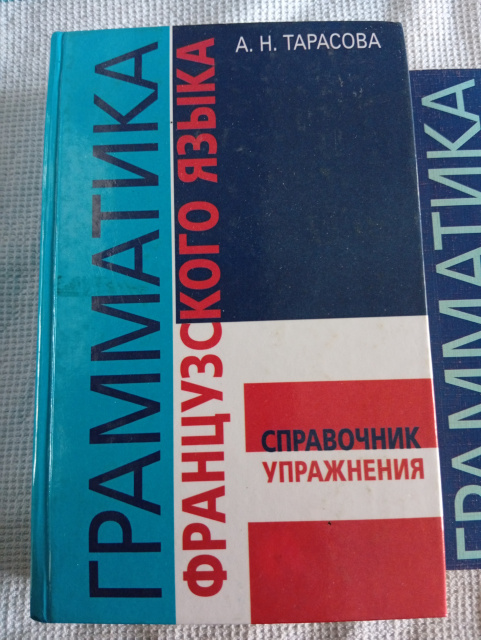 А. Н. ТАРАСОВА
ГРАММАТИКА
ФРАНЦУЗСКОГО ЯЗЫКА
СПРАВОЧНИК
УПРАЖНЕНИЯ
ГРАММАТИКА